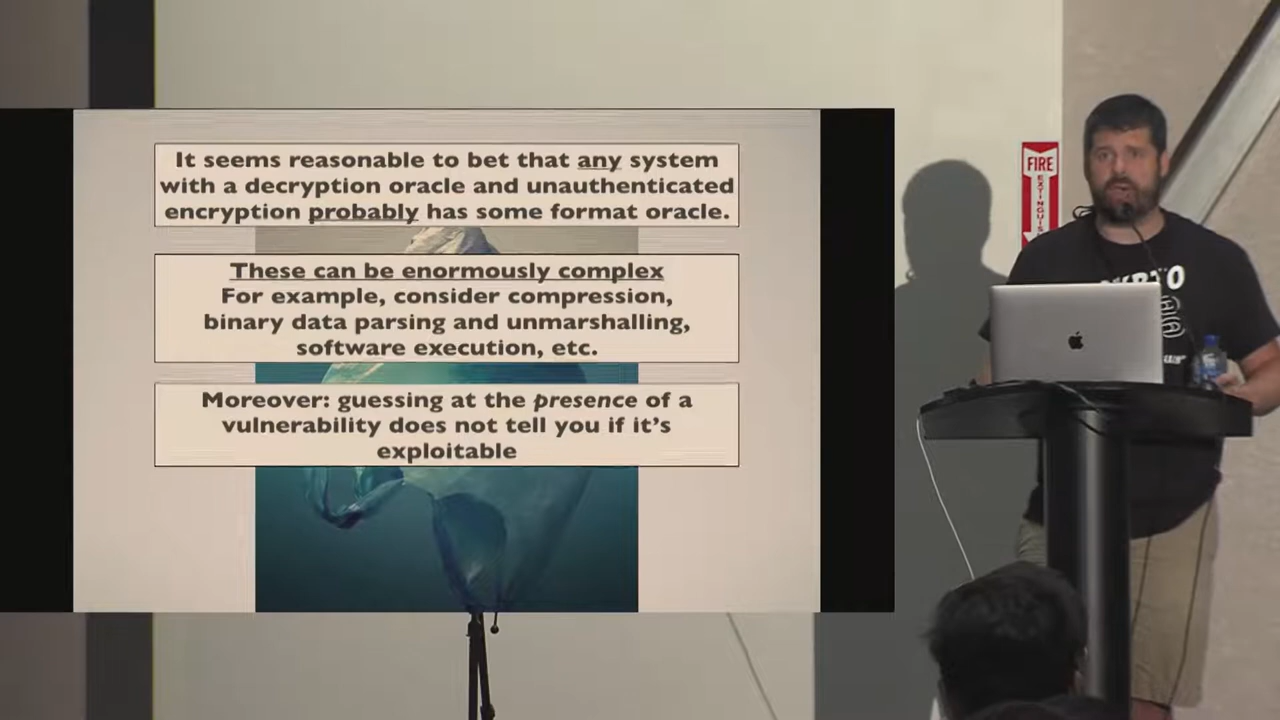 It seems reasonable to bet that any system
with a decryption oracle and unauthenticated
encryption probably has some format oracle.
These can be enormously complex
For example, consider compression,
binary data parsing and unmarshalling,
software execution, etc.
Moreover: guessing at the presence of a
vulnerability does not tell you if it's
exploitable
FIRE